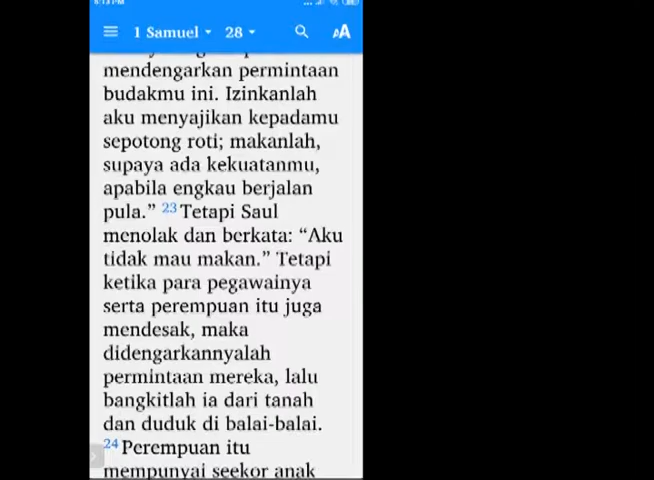 1 Samuel 28 AA
mendengarkan permintaan
budakmu ini. Izinkanlah
aku menyajikan kepadamu
sepotong roti; makanlah,
supaya ada kekuatanmu,
apabila engkau berjalan
pula.” 23 Tetapi Saul
menolak dan berkata: “Aku
tidak mau makan.” Tetapi
ketika para pegawainya
serta perempuan itu juga
mendesak, maka
didengarkannyalah
permintaan mereka, lalu
bangkitlah ia dari tanah
dan duduk di balai-balai.
24 Perempuan itu
mempunyai seekor anak